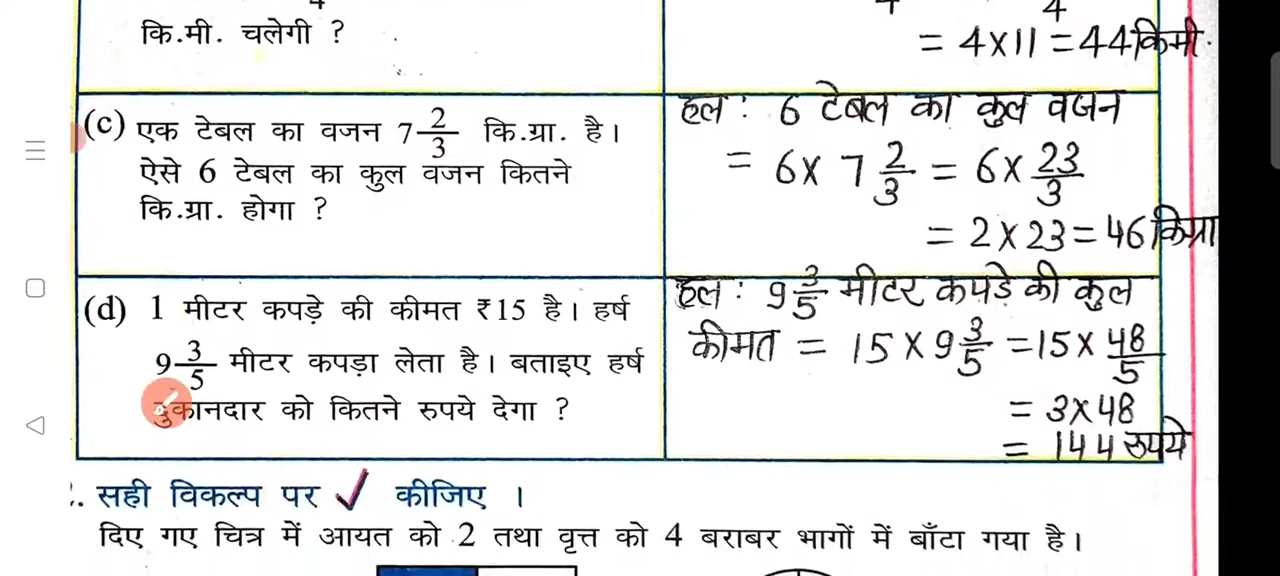 4
कि.मी. चलेगी ?
4
= 4×11 = 44 किमी.
(c) एक टेबल का वजन 7 2/3 कि.ग्रा. है।
ऐसे 6 टेबल का कुल वजन कितने
कि.ग्रा. होगा ?
हल : 6 टेबल का कुल वजन
= 6× 7 2/3 = 6× 23/3
= 2×23 = 46 किग्रा
(d) 1 मीटर कपड़े की कीमत ₹15 है। हर्ष
9 3/5 मीटर कपड़ा लेता है। बताइए हर्ष
दुकानदार को कितने रुपये देगा ?
हल : 9 3/5 मीटर कपड़े की कुल
कीमत = 15×9 3/5 = 15× 48/5
= 3×48
= 144 रुपये
सही विकल्प पर ✓ कीजिए ।
दिए गए चित्र में आयत को 2 तथा वृत्त को 4 बराबर भागों में बाँटा गया है।